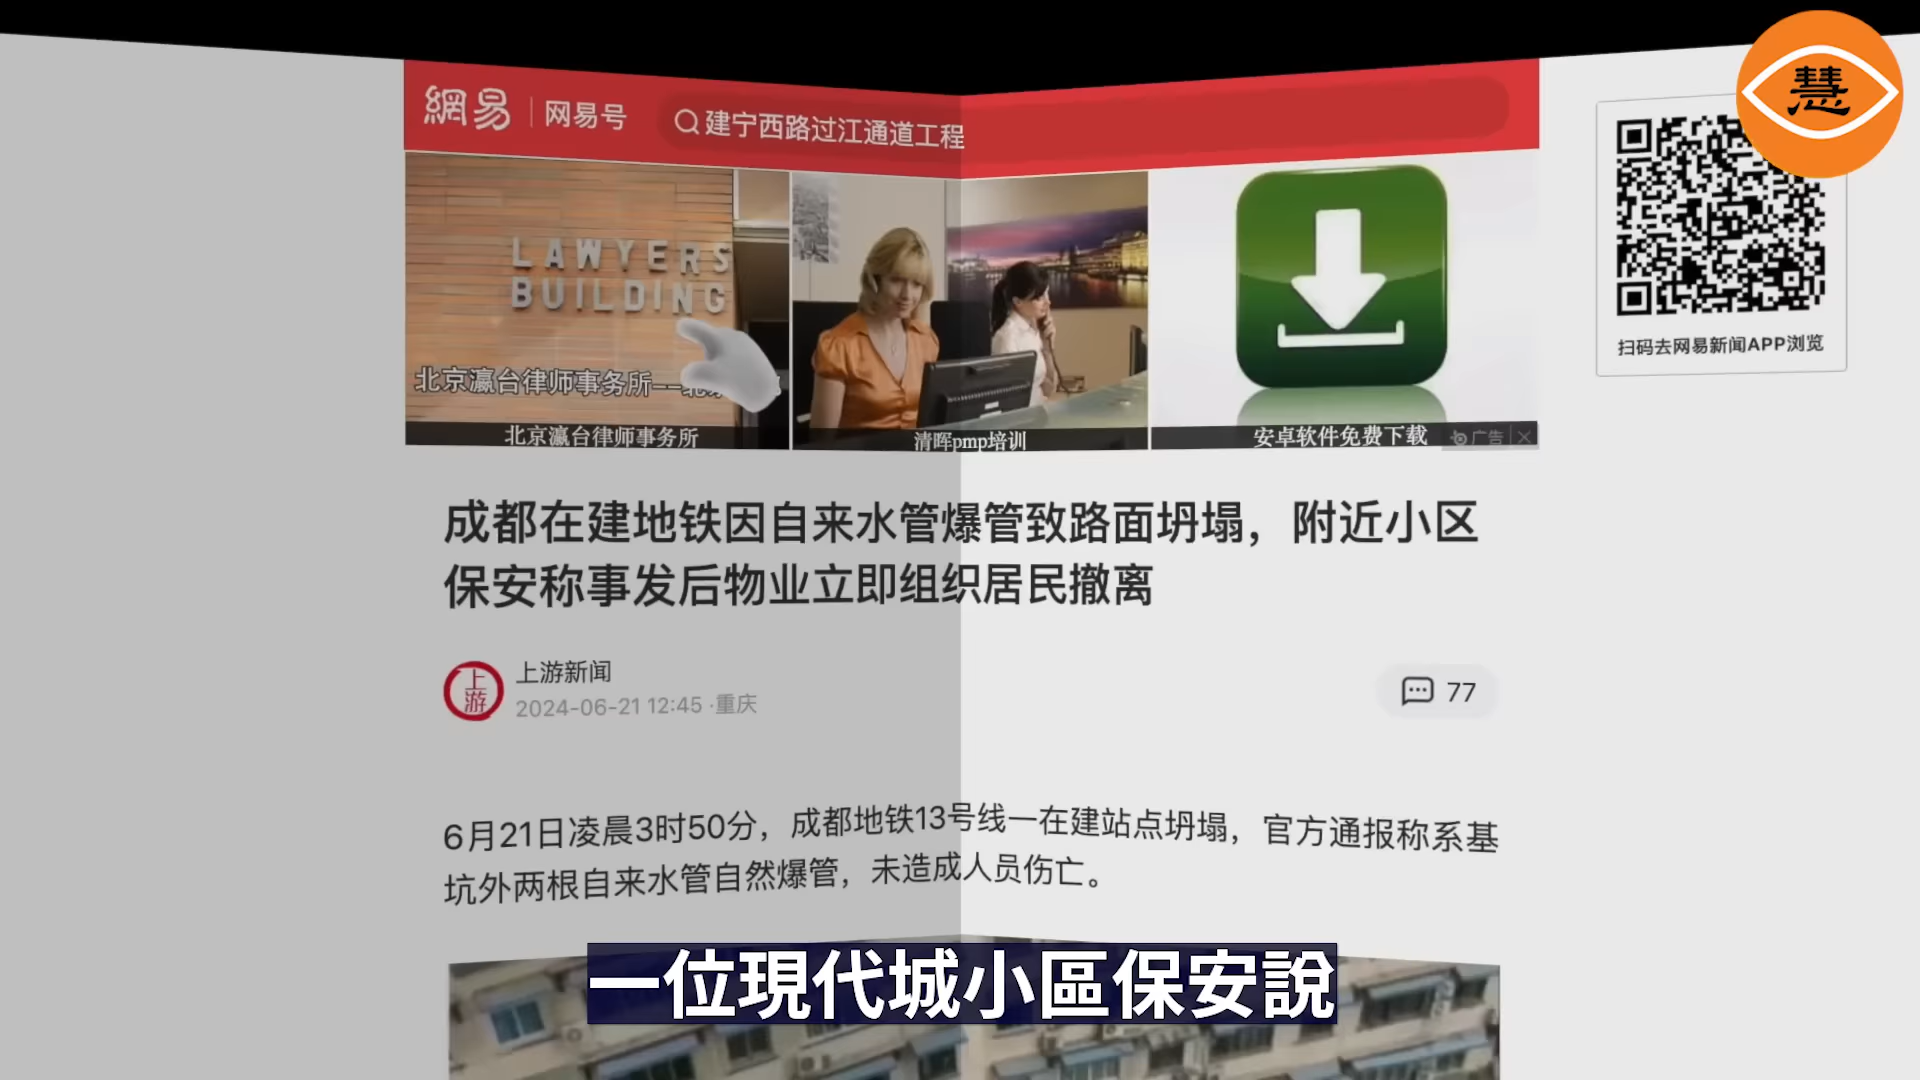 慧
網易 | 网易号
建宁西路过江通道工程
LAWYERS
BUILDING
北京瀛台律师事务所
北京瀛台律师事务所
清晖pmp培训
安卓软件免费下载
广告
扫码去网易新闻APP浏览
成都在建地铁因自来水管爆管致路面坍塌，附近小区
保安称事发后物业立即组织居民撤离
上游
上游新闻
2024-06-21 12:45 ·重庆
77
6月21日凌晨3时50分，成都地铁13号线一在建站点坍塌，官方通报称系基
坑外两根自来水管自然爆管，未造成人员伤亡。
一位現代城小區保安說